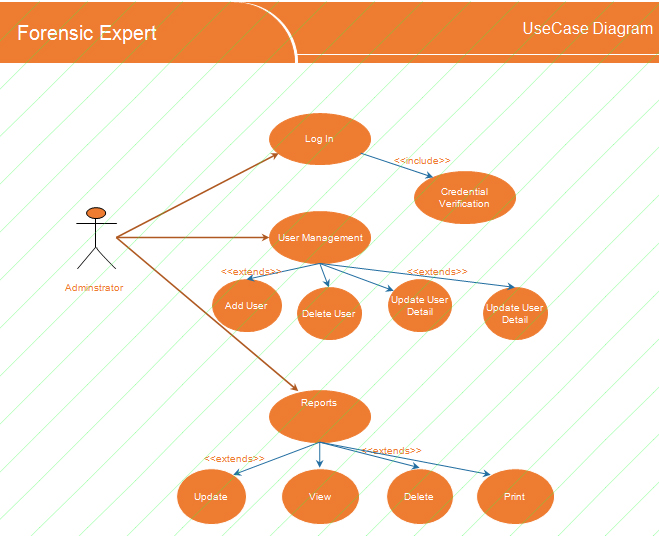 Forensic Expert
UseCase Diagram
Log In
<<include>>
Credential
Verification
User Management
Adminstrator
<<extends>>
<<extends>>
Add User
Delete User
Update User
Detail
Update User
Detail
Reports
<<extends>>
<<extends>>
Update
View
Delete
Print